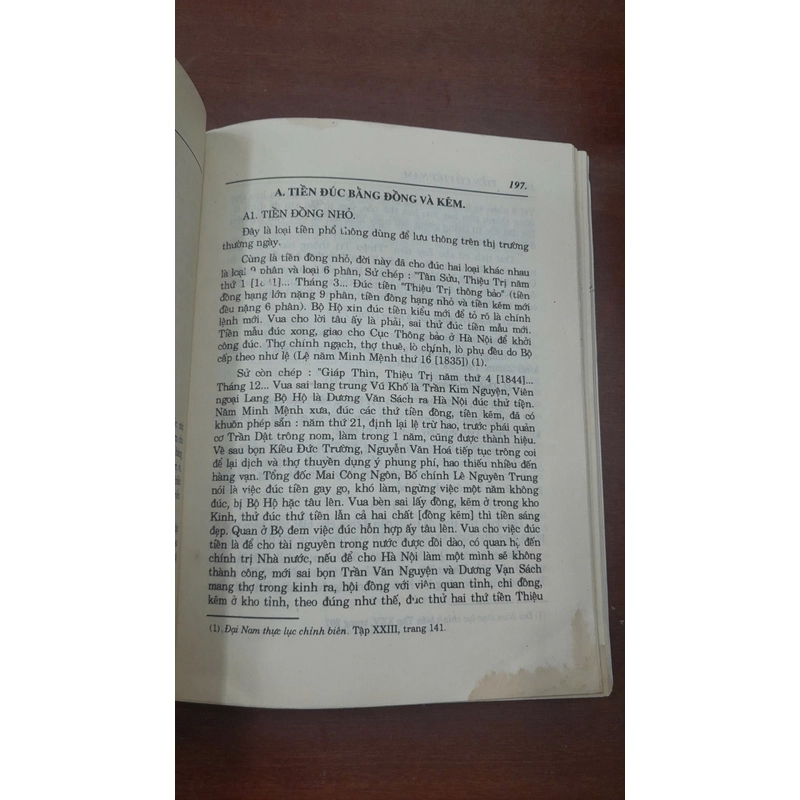 197.
A. TIỀN ĐÚC BẰNG ĐỒNG VÀ KẼM.
A1. TIỀN ĐỒNG NHỎ.
Đây là loại tiền phổ thông dùng để lưu thông trên thị trường
thường ngày.
Cùng là tiền đồng nhỏ, đời này đã cho đúc hai loại khác nhau
là loại 9 phân và loại 6 phân, Sử chép : "Tân Sửu, Thiệu Trị năm
thứ 1 [1841]... Tháng 3... Đúc tiền "Thiệu Trị thông bảo" (tiền
đồng hạng lớn nặng 9 phân, tiền đồng hạng nhỏ và tiền kẽm mới
đều nặng 6 phân). Bộ Hộ xin đúc tiền kiểu mới để tỏ rõ là chính
lệnh mới. Vua cho lời tâu ấy là phải, sai thử đúc tiền mẫu mới.
Tiền mẫu đúc xong, giao cho Cục Thông bảo ở Hà Nội để khởi
công đúc. Thợ chính ngạch, thợ thuê, lò chính, lò phụ đều do Bộ
cấp theo như lệ (Lệ năm Minh Mệnh thứ 16 [1835]) (1).
Sử còn chép : "Giáp Thìn, Thiệu Trị năm thứ 4 [1844]...
Tháng 12... Vua sai lang trung Vũ Khố là Trần Kim Nguyện, Viên
ngoại Lang Bộ Hộ là Dương Văn Sách ra Hà Nội đúc thử tiền.
Năm Minh Mệnh xưa, đúc các thứ tiền đồng, tiền kẽm, đã có
khuôn phép sẵn : năm thứ 21, định lại lệ trừ hao, trước phái quản
cơ Trần Dật trông nom, làm trong 1 năm, cũng được thành hiệu.
Về sau bọn Kiều Đức Trường, Nguyễn Văn Hoá tiếp tục trông coi
để lại dịch và thợ thuyền dụng ý phung phí, hao thiếu nhiều đến
hàng vạn. Tổng đốc Mai Công Ngôn, Bố chính Lê Nguyên Trung
nói là việc đúc tiền gay go, khó làm, ngừng việc một năm không
đúc, bị Bộ Hộ hặc tâu lên. Vua bèn sai lấy đồng, kẽm ở trong kho
Kinh, thử đúc thứ tiền lẫn cả hai chất [đồng kẽm] thì tiền sáng
đẹp. Quan ở Bộ đem việc đúc hỗn hợp ấy tâu lên. Vua cho việc đúc
tiền là để cho tài nguyên trong nước được dồi dào, có quan hệ đến
chính trị Nhà nước, nếu để cho Hà Nội làm một mình sẽ không
thành công, mới sai bọn Trần Văn Nguyện và Dương Vạn Sách
mang thợ trong kinh ra, hội đồng với viên quan tỉnh, chi đồng,
kẽm ở kho tỉnh, theo đúng như thế, đúc thử hai thứ tiền Thiệu
(1). Đại Nam thực lục chính biên. Tập XXIII, trang 141.